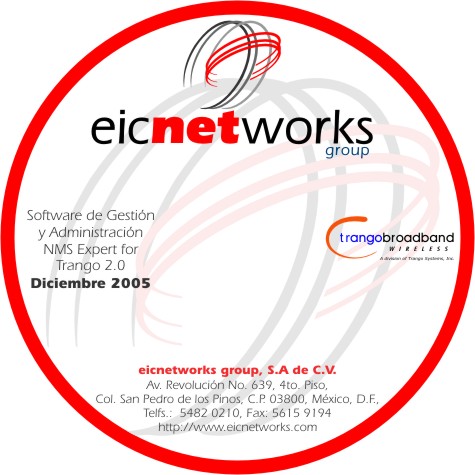 eicnetworks
group
Software de Gestión
y Administración
NMS Expert for
Trango 2.0
Diciembre 2005
trangobroadband
WIRELESS
A division of Trango Systems, Inc.
eicnetworks group, S.A de C.V.
Av. Revolución No. 639, 4to. Piso,
Col. San Pedro de los Pinos, C.P. 03800, México, D.F.,
Telfs.: 5482 0210, Fax: 5615 9194
http://www.eicnetworks.com